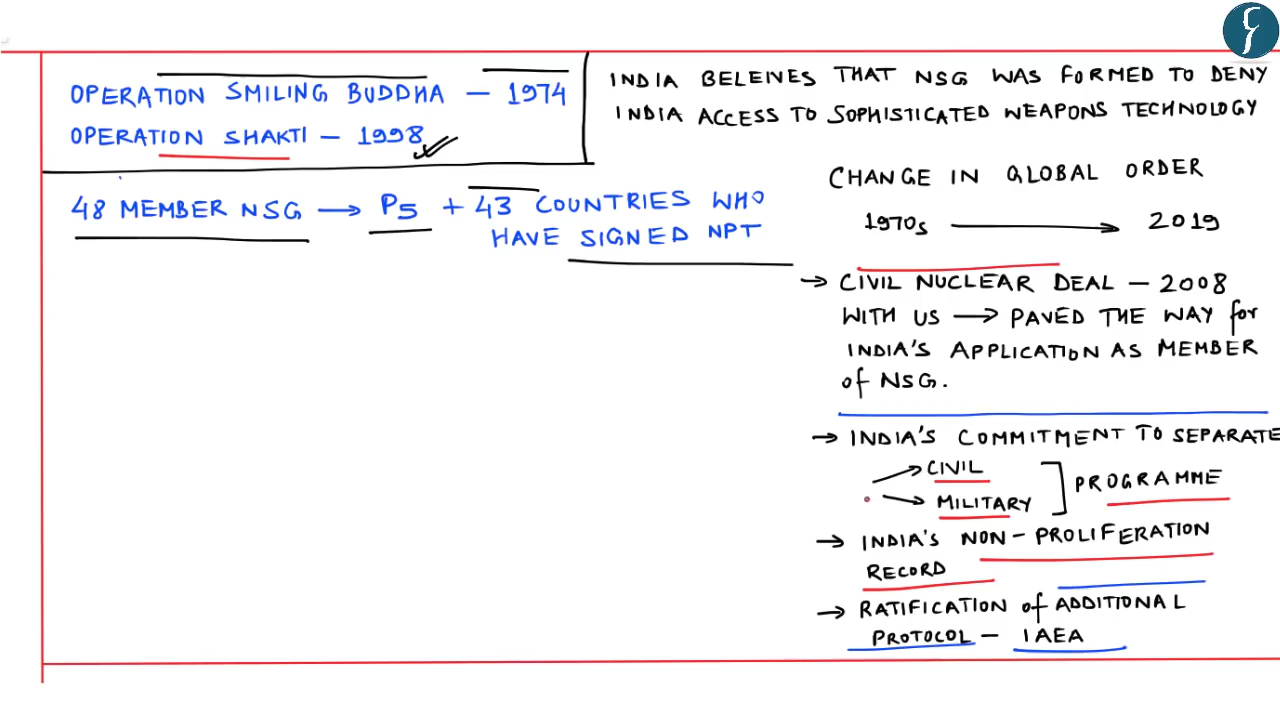 OPERATION SMILING BUDDHA - 1974
OPERATION SHAKTI - 1998
48 MEMBER NSG → P5 + 43 COUNTRIES WHO
HAVE SIGNED NPT
INDIA BELEIVES THAT NSG WAS FORMED TO DENY
INDIA ACCESS TO SOPHISTICATED WEAPONS TECHNOLOGY
CHANGE IN GLOBAL ORDER
1970s → 2019
→ CIVIL NUCLEAR DEAL - 2008
WITH US → PAVED THE WAY for
INDIA'S APPLICATION AS MEMBER
of NSG.
→ INDIA'S COMMITMENT TO SEPARATE
→ CIVIL
→ MILITARY ] PROGRAMME
→ INDIA'S NON-PROLIFERATION
RECORD
→ RATIFICATION of ADDITIONAL
PROTOCOL - IAEA